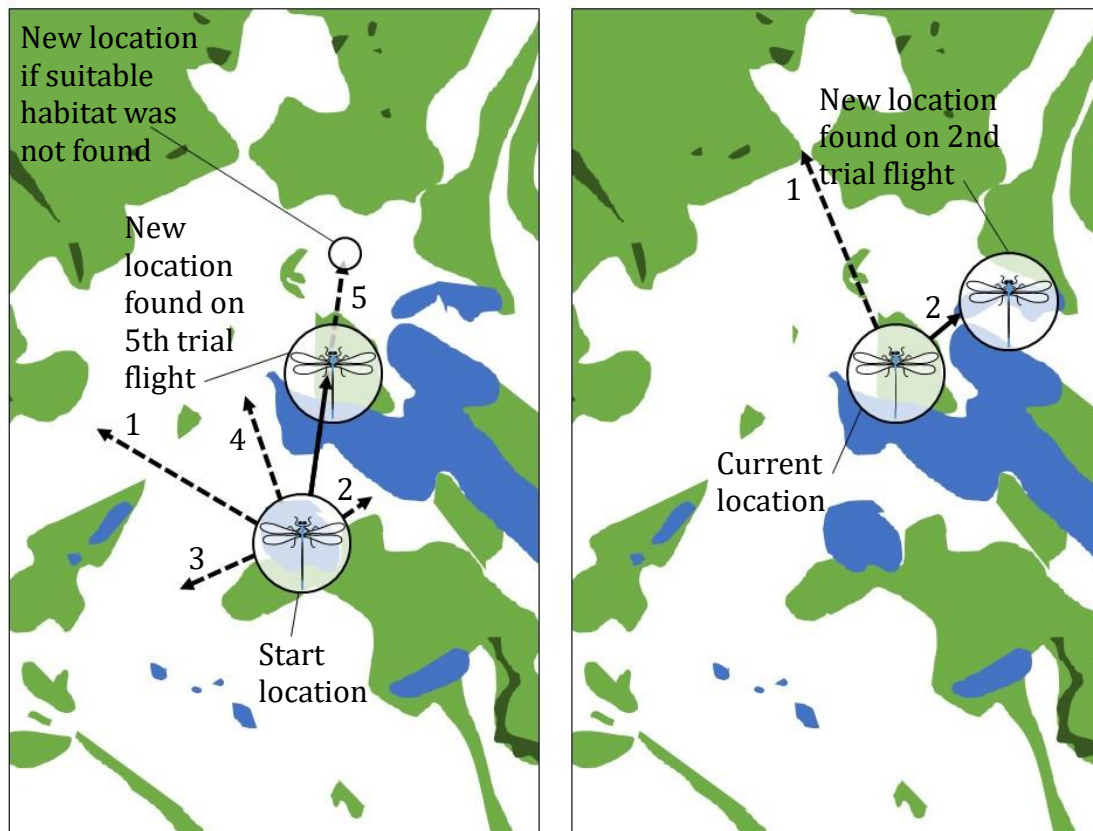 New location
if suitable
habitat was
not found
New
location
found on
5th trial
flight
5
1
4
2
3
Start
location
New location
found on 2nd
trial flight
1
2
Current
location